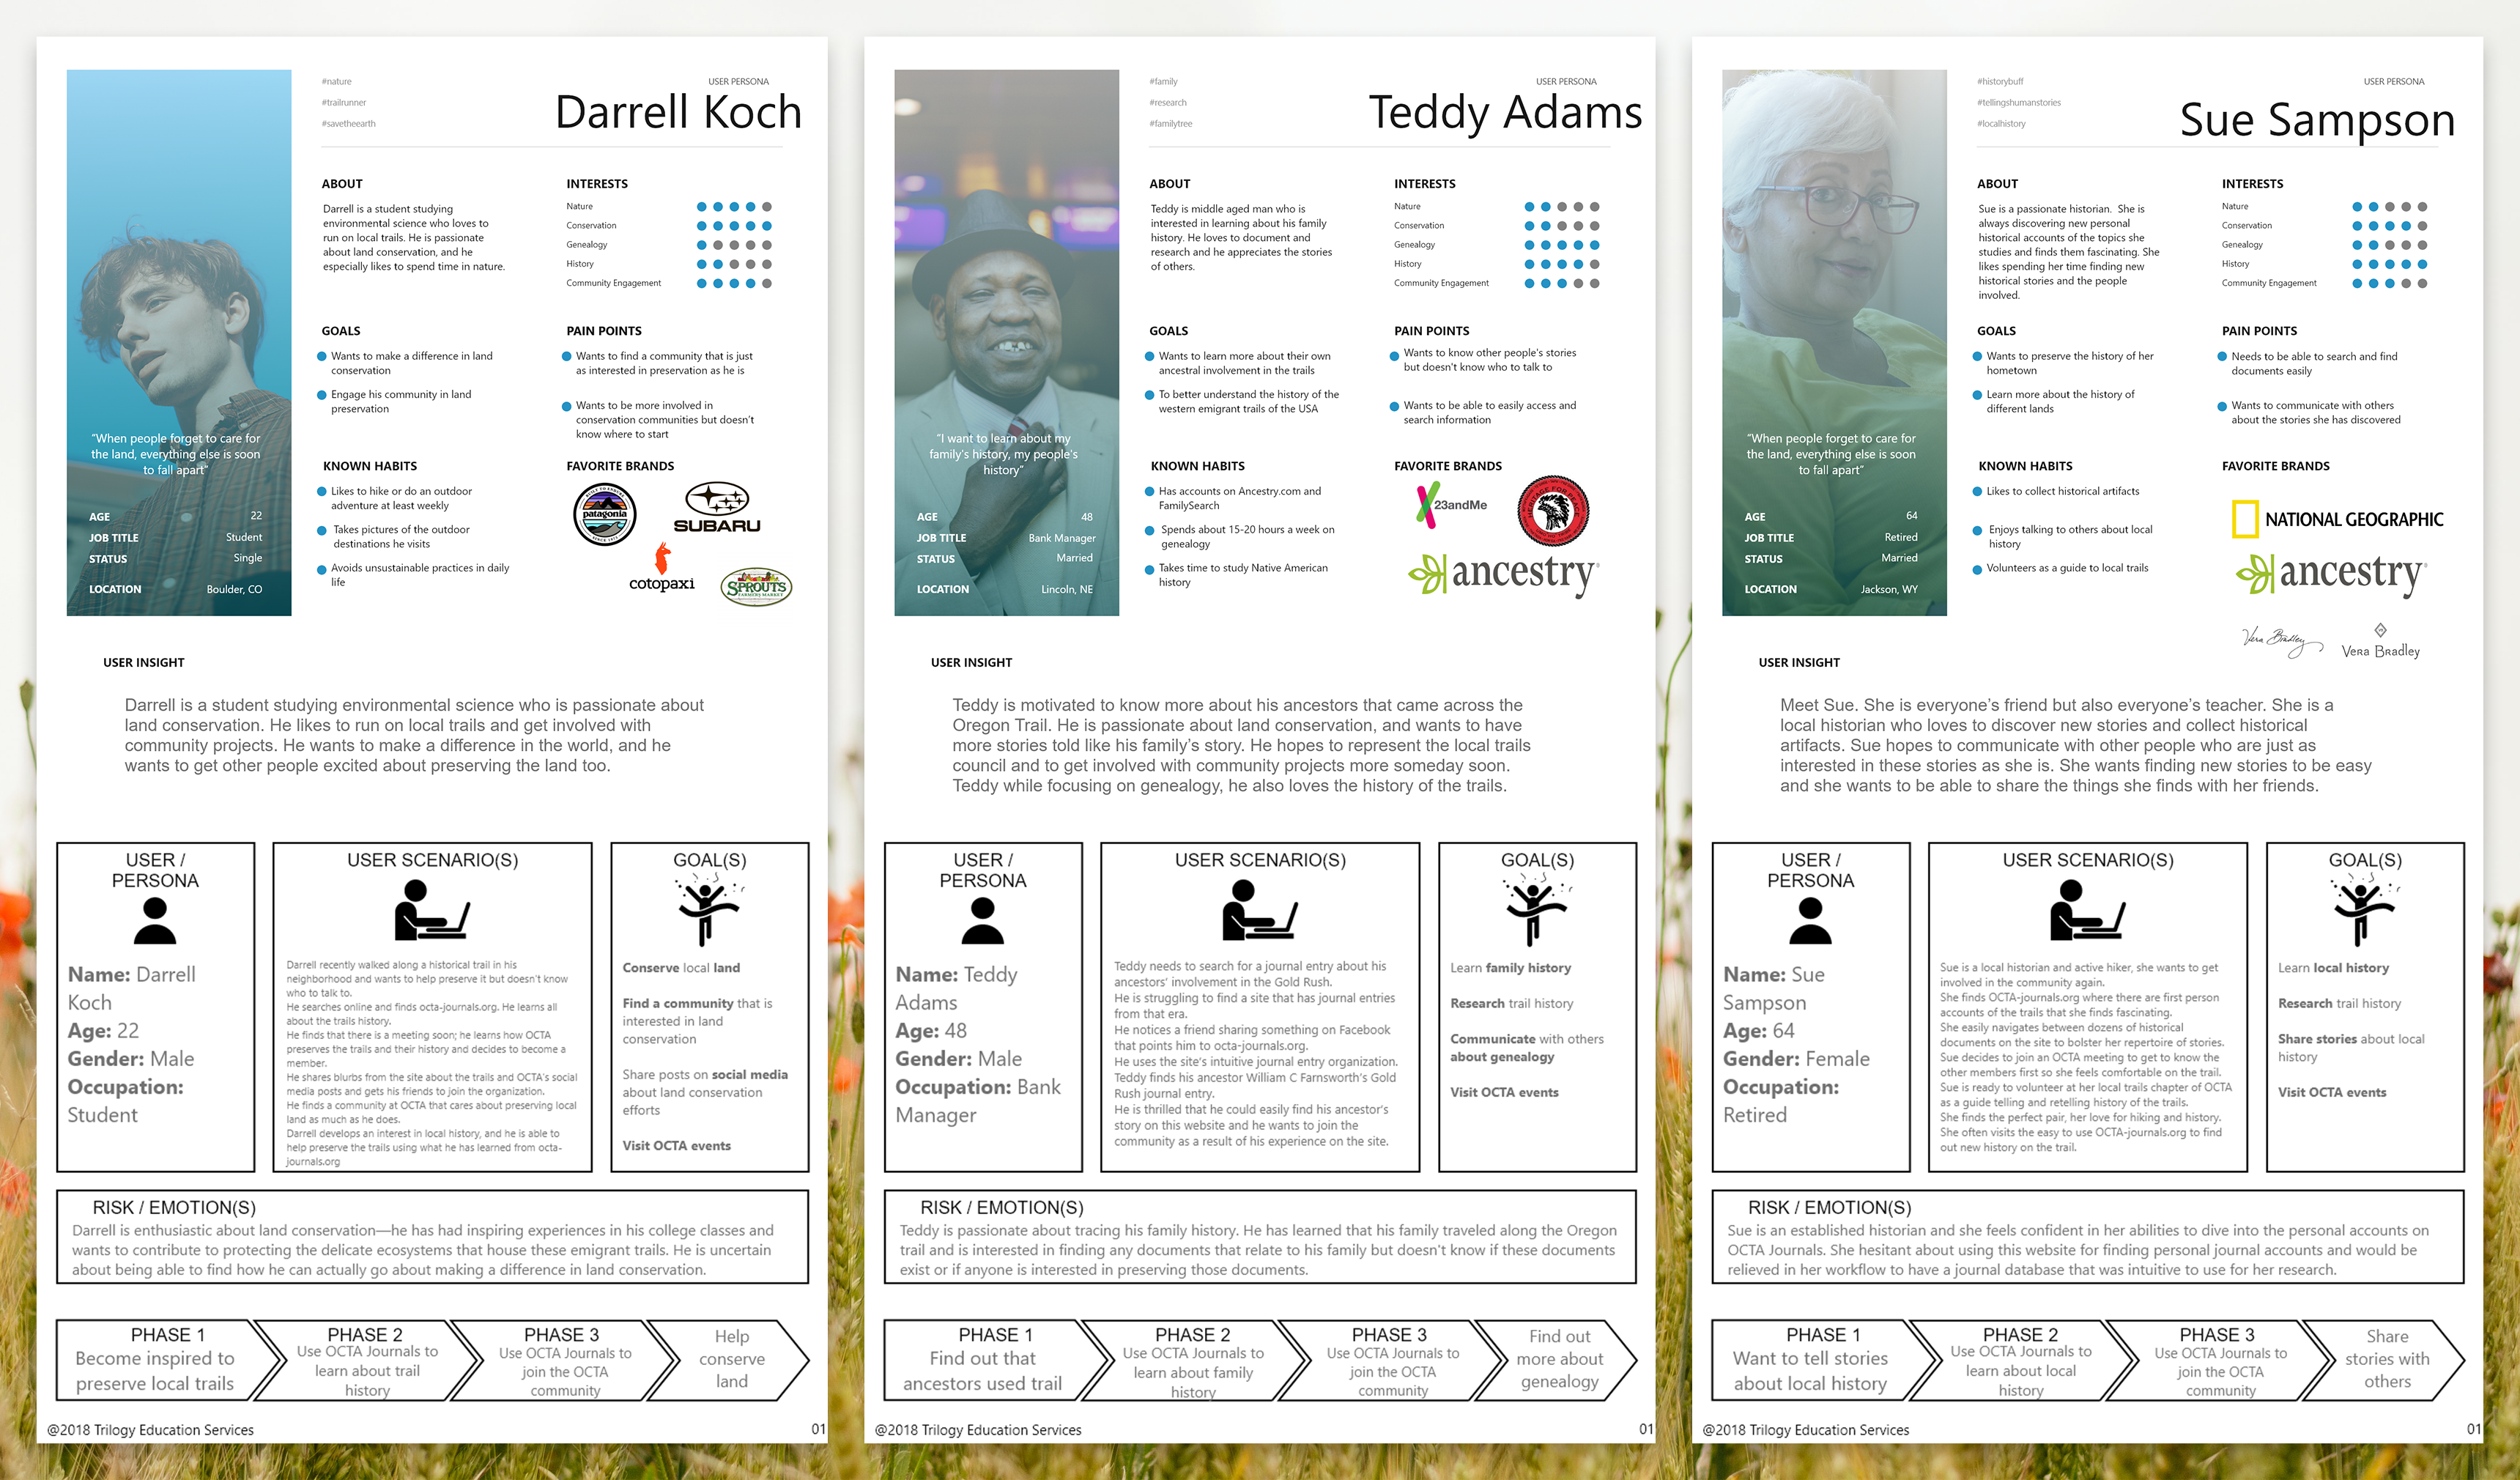 #nature
#trailrunner
#savetheearth
USER PERSONA
Darrell Koch
ABOUT
Darrell is a student studying
environmental science who loves to
run on local trails. He is passionate
about land conservation, and he
especially likes to spend time in nature.
INTERESTS
Nature
Conservation
Genealogy
History
Community Engagement
GOALS
Wants to make a difference in land
conservation
Engage his community in land
preservation
PAIN POINTS
Wants to find a community that is just
as interested in preservation as he is
Wants to be more involved in
conservation communities but doesn't
know where to start
"When people forget to care for
the land, everything else is soon
to fall apart"
AGE 22
JOB TITLE Student
STATUS Single
LOCATION Boulder, CO
KNOWN HABITS
Likes to hike or do an outdoor
adventure at least weekly
Takes pictures of the outdoor
destinations he visits
Avoids unsustainable practices in daily
life
FAVORITE BRANDS
BUILT TO ENDURE
patagonia
SINCE 1973
SUBARU
cotopaxi
SPROUTS
FARMERS MARKET
USER INSIGHT
Darrell is a student studying environmental science who is passionate about
land conservation. He likes to run on local trails and get involved with
community projects. He wants to make a difference in the world, and he
wants to get other people excited about preserving the land too.
USER /
PERSONA
Name: Darrell
Koch
Age: 22
Gender: Male
Occupation:
Student
USER SCENARIO(S)
Darrell recently walked along a historical trail in his
neighborhood and wants to help preserve it but doesn't know
who to talk to.
He searches online and finds octa-journals.org. He learns all
about the trails history.
He finds that there is a meeting soon; he learns how OCTA
preserves the trails and their history and decides to become a
member.
He shares blurbs from the site about the trails and OCTA's social
media posts and gets his friends to join the organization.
He finds a community at OCTA that cares about preserving local
land as much as he does.
Darrell develops an interest in local history, and he is able to
help preserve the trails using what he has learned from octa-
journals.org
GOAL(S)
Conserve local land
Find a community that is
interested in land
conservation
Share posts on social media
about land conservation
efforts
Visit OCTA events
RISK / EMOTION(S)
Darrell is enthusiastic about land conservation—he has had inspiring experiences in his college classes and
wants to contribute to protecting the delicate ecosystems that house these emigrant trails. He is uncertain
about being able to find how he can actually go about making a difference in land conservation.
PHASE 1
Become inspired to
preserve local trails
PHASE 2
Use OCTA Journals to
learn about trail
history
PHASE 3
Use OCTA Journals to
join the OCTA
community
Help
conserve
land
@2018 Trilogy Education Services
01
#family
#research
#familytree
USER PERSONA
Teddy Adams
ABOUT
Teddy is middle aged man who is
interested in learning about his family
history. He loves to document and
research and he appreciates the stories
of others.
INTERESTS
Nature
Conservation
Genealogy
History
Community Engagement
GOALS
Wants to learn more about their own
ancestral involvement in the trails
To better understand the history of the
western emigrant trails of the USA
PAIN POINTS
Wants to know other people's stories
but doesn't know who to talk to
Wants to be able to easily access and
search information
"I want to learn about my
family's history, my people's
history"
AGE 48
JOB TITLE Bank Manager
STATUS Married
LOCATION Lincoln, NE
KNOWN HABITS
Has accounts on Ancestry.com and
FamilySearch
Spends about 15-20 hours a week on
genealogy
Takes time to study Native American
history
FAVORITE BRANDS
23andMe
HERITAGE FOR PEACE
ancestry
USER INSIGHT
Teddy is motivated to know more about his ancestors that came across the
Oregon Trail. He is passionate about land conservation, and wants to have
more stories told like his family's story. He hopes to represent the local trails
council and to get involved with community projects more someday soon.
Teddy while focusing on genealogy, he also loves the history of the trails.
USER /
PERSONA
Name: Teddy
Adams
Age: 48
Gender: Male
Occupation: Bank
Manager
USER SCENARIO(S)
Teddy needs to search for a journal entry about his
ancestors' involvement in the Gold Rush.
He is struggling to find a site that has journal entries
from that era.
He notices a friend sharing something on Facebook
that points him to octa-journals.org.
He uses the site's intuitive journal entry organization.
Teddy finds his ancestor William C Farnsworth's Gold
Rush journal entry.
He is thrilled that he could easily find his ancestor's
story on this website and he wants to join the
community as a result of his experience on the site.
GOAL(S)
Learn family history
Research trail history
Communicate with others
about genealogy
Visit OCTA events
RISK / EMOTION(S)
Teddy is passionate about tracing his family history. He has learned that his family traveled along the Oregon
trail and is interested in finding any documents that relate to his family but doesn't know if these documents
exist or if anyone is interested in preserving those documents.
PHASE 1
Find out that
ancestors used trail
PHASE 2
Use OCTA Journals to
learn about family
history
PHASE 3
Use OCTA Journals to
join the OCTA
community
Find out
more about
genealogy
@2018 Trilogy Education Services
01
#historybuff
#tellingshumanstories
#localhistory
USER PERSONA
Sue Sampson
ABOUT
Sue is a passionate historian. She is
always discovering new personal
historical accounts of the topics she
studies and finds them fascinating. She
likes spending her time finding new
historical stories and the people
involved.
INTERESTS
Nature
Conservation
Genealogy
History
Community Engagement
GOALS
Wants to preserve the history of her
hometown
Learn more about the history of
different lands
PAIN POINTS
Needs to be able to search and find
documents easily
Wants to communicate with others
about the stories she has discovered
"When people forget to care for
the land, everything else is soon
to fall apart"
AGE 64
JOB TITLE Retired
STATUS Married
LOCATION Jackson, WY
KNOWN HABITS
Likes to collect historical artifacts
Enjoys talking to others about local
history
Volunteers as a guide to local trails
FAVORITE BRANDS
NATIONAL GEOGRAPHIC
ancestry
Vera Bradley
Vera Bradley
USER INSIGHT
Meet Sue. She is everyone's friend but also everyone's teacher. She is a
local historian who loves to discover new stories and collect historical
artifacts. Sue hopes to communicate with other people who are just as
interested in these stories as she is. She wants finding new stories to be easy
and she wants to be able to share the things she finds with her friends.
USER /
PERSONA
Name: Sue
Sampson
Age: 64
Gender: Female
Occupation:
Retired
USER SCENARIO(S)
Sue is a local historian and active hiker, she wants to get
involved in the community again.
She finds OCTA-journals.org where there are first person
accounts of the trails that she finds fascinating.
She easily navigates between dozens of historical
documents on the site to bolster her repertoire of stories.
Sue decides to join an OCTA meeting to get to know the
other members first so she feels comfortable on the trail.
Sue is ready to volunteer at her local trails chapter of OCTA
as a guide telling and retelling history of the trails.
She finds the perfect pair, her love for hiking and history.
She often visits the easy to use OCTA-journals.org to find
out new history on the trail.
GOAL(S)
Learn local history
Research trail history
Share stories about local
history
Visit OCTA events
RISK / EMOTION(S)
Sue is an established historian and she feels confident in her abilities to dive into the personal accounts on
OCTA Journals. She hesitant about using this website for finding personal journal accounts and would be
relieved in her workflow to have a journal database that was intuitive to use for her research.
PHASE 1
Want to tell stories
about local history
PHASE 2
Use OCTA Journals to
learn about local
history
PHASE 3
Use OCTA Journals to
join the OCTA
community
Share
stories with
others
@2018 Trilogy Education Services
01